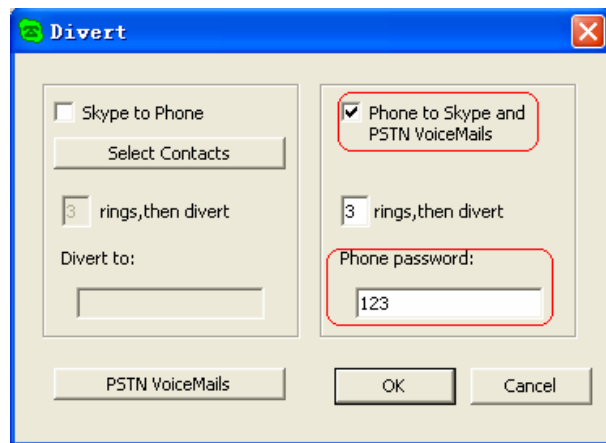 Divert
Skype to Phone
Select Contacts
3 rings,then divert
Divert to:
Phone to Skype and
PSTN VoiceMails
3 rings,then divert
Phone password:
123
PSTN VoiceMails
OK
Cancel